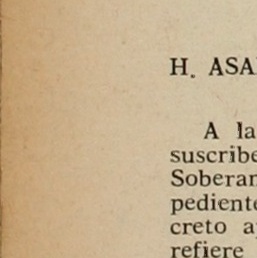 H. ASA
A la
suscribe
Soberan
pediente
creto a
refiere